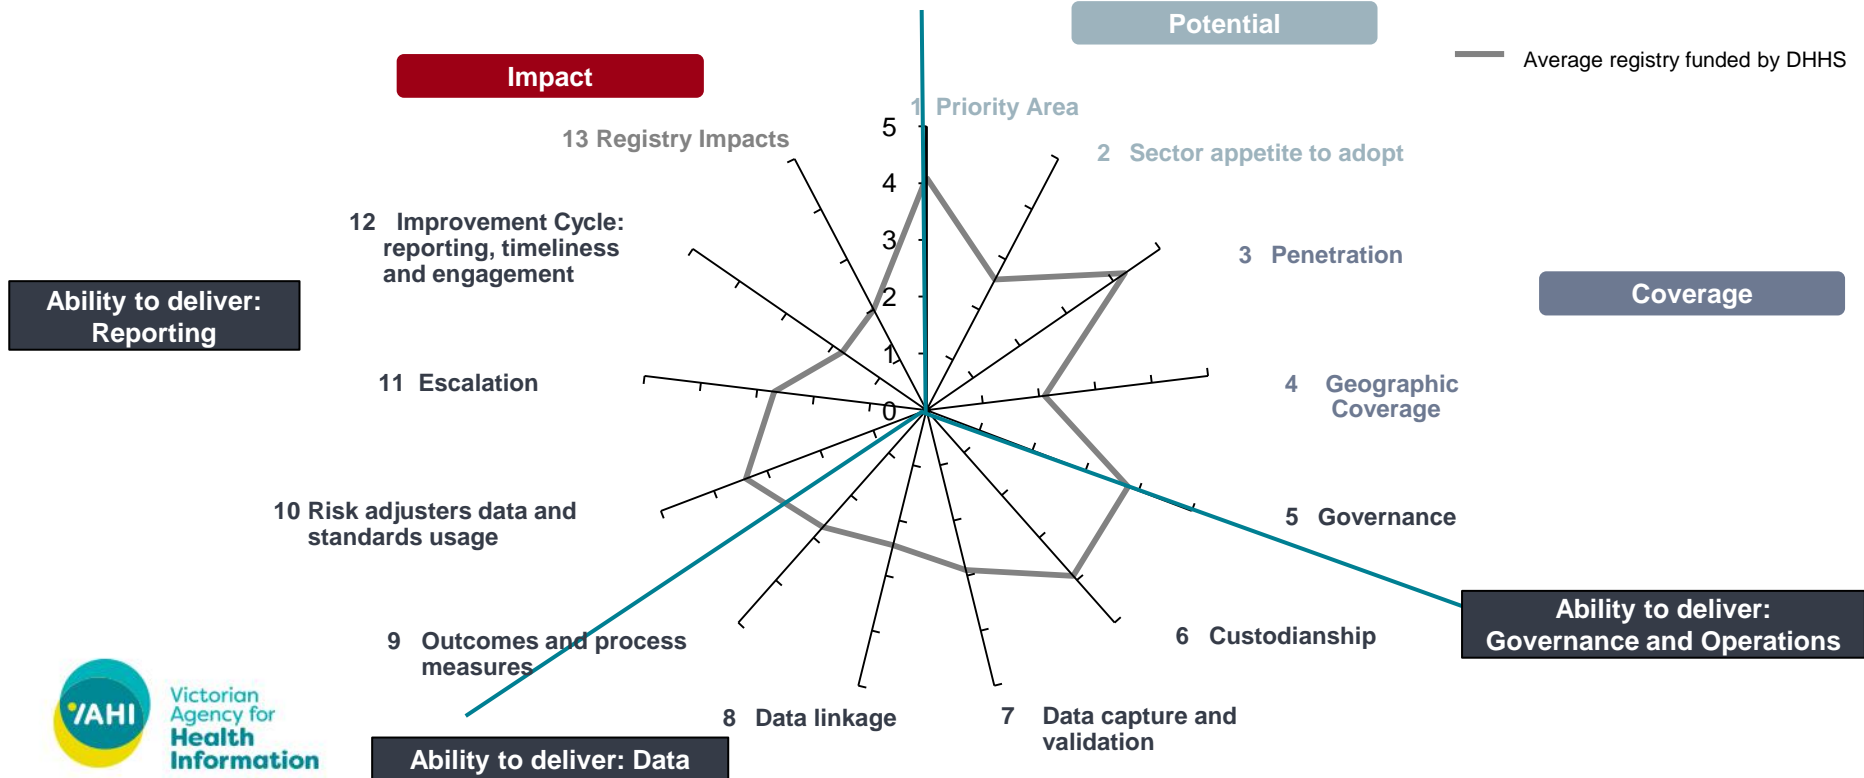 Potential
Average registry funded by DHHS
Impact
1 Priority Area
13 Registry Impacts
2 Sector appetite to adopt
12 Improvement Cycle:
reporting, timeliness
and engagement
3 Penetration
Ability to deliver:
Reporting
Coverage
11 Escalation
4 Geographic
Coverage
5
4
3
2
1
0
10 Risk adjusters data and
standards usage
5 Governance
Ability to deliver:
Governance and Operations
9 Outcomes and process
measures
6 Custodianship
8 Data linkage
7 Data capture and
validation
VAHI
Victorian
Agency for
Health
Information
Ability to deliver: Data